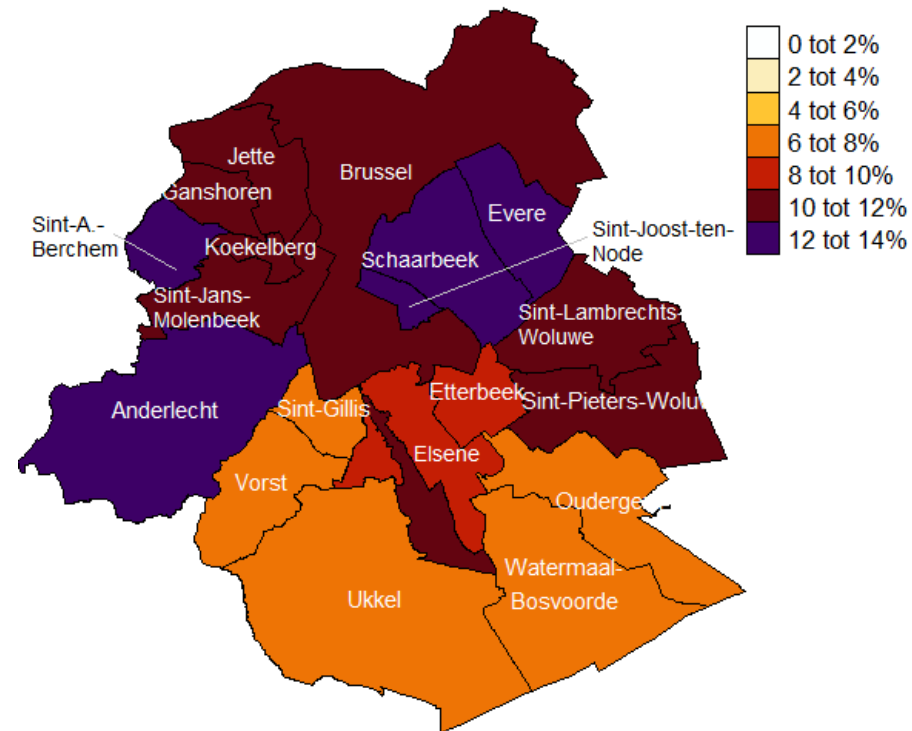 0 tot 2%
2 tot 4%
4 tot 6%
6 tot 8%
8 tot 10%
10 tot 12%
12 tot 14%
Jette
Brussel
Ganshoren
Evere
Sint-A.-
Berchem
Koekelberg
Sint-Joost-ten-
Node
Schaarbeek
Sint-Jans-
Molenbeek
Sint-Lambrechts-
Woluwe
Etterbeek
Sint-Pieters-Wolu
Anderlecht
Sint-Gillis
Elsene
Vorst
Ouderge
Watermaal-
Bosvoorde
Ukkel